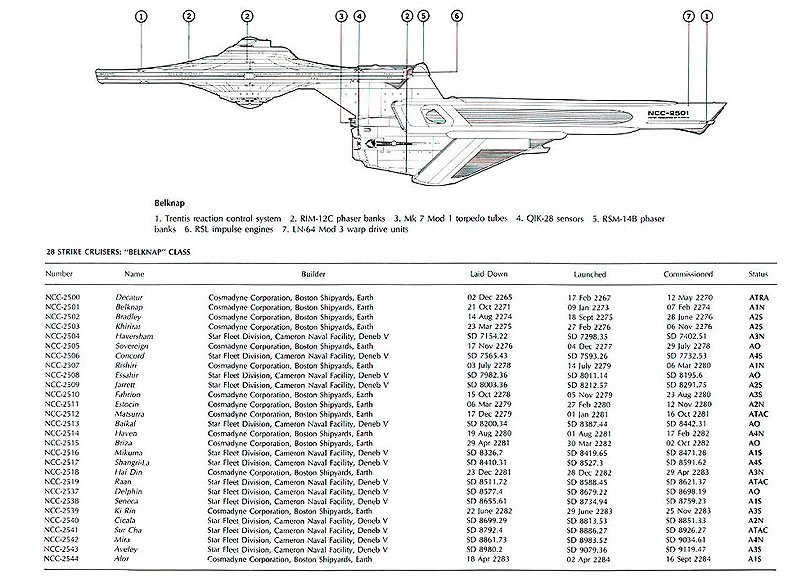 1 2 2 3 4 2 5 6 7 1
NCC-2501
Belknap
1. Trentis reaction control system 2. RIM-12C phaser banks 3. Mk 7 Mod 1 torpedo tubes 4. QIK-28 sensors 5. RSM-14B phaser
banks 6. RSL impulse engines 7. LN-64 Mod 3 warp drive units
28 STRIKE CRUISERS: "BELKNAP" CLASS
Number Name Builder Laid Down Launched Commissioned Status
NCC-2500 Decatur Cosmadyne Corporation, Boston Shipyards, Earth 02 Dec 2265 17 Feb 2267 12 May 2270 ATRA
NCC-2501 Belknap Cosmadyne Corporation, Boston Shipyards, Earth 21 Oct 2271 09 Jan 2273 07 Feb 2274 A1N
NCC-2502 Bradley Cosmadyne Corporation, Boston Shipyards, Earth 14 Aug 2274 18 Sept 2275 28 June 2276 A2S
NCC-2503 Khirirat Cosmadyne Corporation, Boston Shipyards, Earth 23 Mar 2275 27 Feb 2276 06 Nov 2276 A2S
NCC-2504 Haversham Star Fleet Division, Cameron Naval Facility, Deneb V SD 7154.22 SD 7298.35 SD 7402.51 A3N
NCC-2505 Sovereign Cosmadyne Corporation, Boston Shipyards, Earth 17 Nov 2276 04 Dec 2277 29 July 2278 AO
NCC-2506 Concord Star Fleet Division, Cameron Naval Facility, Deneb V SD 7565.43 SD 7593.26 SD 7732.53 A4S
NCC-2507 Rishiri Cosmadyne Corporation, Boston Shipyards, Earth 03 July 2278 14 July 2279 06 Mar 2280 A1N
NCC-2508 Essahir Star Fleet Division, Cameron Naval Facility, Deneb V SD 7982.36 SD 8011.14 SD 8195.6 AO
NCC-2509 Jarrett Star Fleet Division, Cameron Naval Facility, Deneb V SD 8003.36 SD 8212.57 SD 8291.75 A2S
NCC-2510 Fahrion Cosmadyne Corporation, Boston Shipyards, Earth 15 Oct 2278 05 Nov 2279 23 Aug 2280 A3S
NCC-2511 Estocin Cosmadyne Corporation, Boston Shipyards, Earth 06 Mar 2279 27 Feb 2280 12 Nov 2280 A2N
NCC-2512 Matsurra Cosmadyne Corporation, Boston Shipyards, Earth 17 Dec 2279 01 Jan 2281 16 Oct 2281 ATAC
NCC-2513 Baikal Star Fleet Division, Cameron Naval Facility, Deneb V SD 8200.34 SD 8387.44 SD 8442.31 AO
NCC-2514 Haven Cosmadyne Corporation, Boston Shipyards, Earth 19 Aug 2280 01 Aug 2281 17 Feb 2282 A4N
NCC-2515 Briza Cosmadyne Corporation, Boston Shipyards, Earth 29 Apr 2281 30 Mar 2282 02 Oct 2282 AO
NCC-2516 Mikuma Star Fleet Division, Cameron Naval Facility, Deneb V SD 8326.7 SD 8419.65 SD 8471.28 A1S
NCC-2517 Shangri-La Star Fleet Division, Cameron Naval Facility, Deneb V SD 8410.31 SD 8527.3 SD 8591.62 A4S
NCC-2518 Hai Din Cosmadyne Corporation, Boston Shipyards, Earth 23 Dec 2281 28 Dec 2282 29 Apr 2283 A3N
NCC-2519 Raan Star Fleet Division, Cameron Naval Facility, Deneb V SD 8511.72 SD 8588.45 SD 8621.37 ATAC
NCC-2537 Delphin Star Fleet Division, Cameron Naval Facility, Deneb V SD 8577.4 SD 8679.22 SD 8698.19 AO
NCC-2538 Seneca Star Fleet Division, Cameron Naval Facility, Deneb V SD 8655.61 SD 8734.94 SD 8759.23 A1S
NCC-2539 Ki Rin Cosmadyne Corporation, Boston Shipyards, Earth 22 June 2282 29 June 2283 25 Nov 2283 A3S
NCC-2540 Cicala Star Fleet Division, Cameron Naval Facility, Deneb V SD 8699.29 SD 8813.53 SD 8851.33 A2N
NCC-2541 Sur Cha Star Fleet Division, Cameron Naval Facility, Deneb V SD 8792.4 SD 8886.27 SD 8926.27 ATAC
NCC-2542 Mira Star Fleet Division, Cameron Naval Facility, Deneb V SD 8861.73 SD 8983.52 SD 9034.61 A4N
NCC-2543 Aveley Star Fleet Division, Cameron Naval Facility, Deneb V SD 8980.2 SD 9079.36 SD 9119.47 A3S
NCC-2544 Alor Cosmadyne Corporation, Boston Shipyards, Earth 18 Apr 2283 02 Apr 2284 16 Sept 2284 A1S